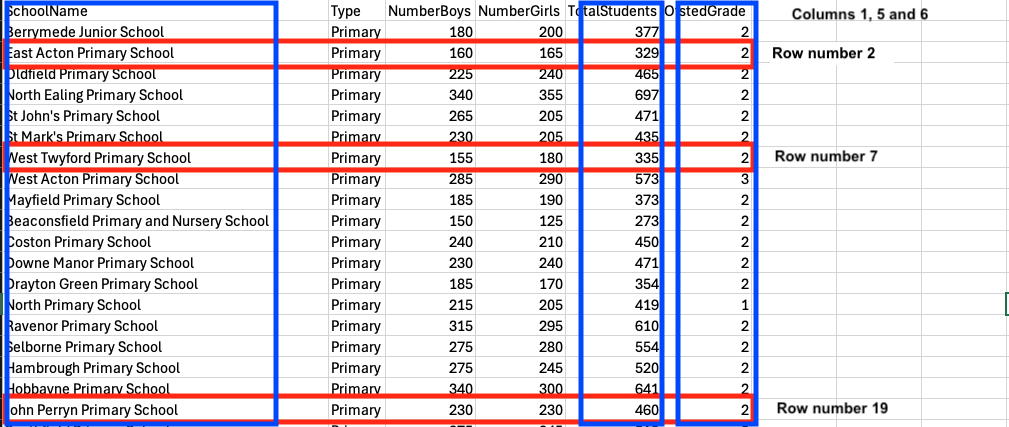 SchoolName Type NumberBoys NumberGirls TotalStudents OfstedGrade Columns 1, 5 and 6
Berrymede Junior School Primary 180 200 377 2
East Acton Primary School Primary 160 165 329 2 Row number 2
Oldfield Primary School Primary 225 240 465 2
North Ealing Primary School Primary 340 355 697 2
St John's Primary School Primary 265 205 471 2
St Mark's Primary School Primary 230 205 435 2
West Twyford Primary School Primary 155 180 335 2 Row number 7
West Acton Primary School Primary 285 290 573 3
Mayfield Primary School Primary 185 190 373 2
Beaconsfield Primary and Nursery School Primary 150 125 273 2
Coston Primary School Primary 240 210 450 2
Downe Manor Primary School Primary 230 240 471 2
Drayton Green Primary School Primary 185 170 354 2
North Primary School Primary 215 205 419 1
Ravenor Primary School Primary 315 295 610 2
Selborne Primary School Primary 275 280 554 2
Hambrough Primary School Primary 275 245 520 2
Hobbayne Primary School Primary 340 300 641 2
John Perryn Primary School Primary 230 230 460 2 Row number 19